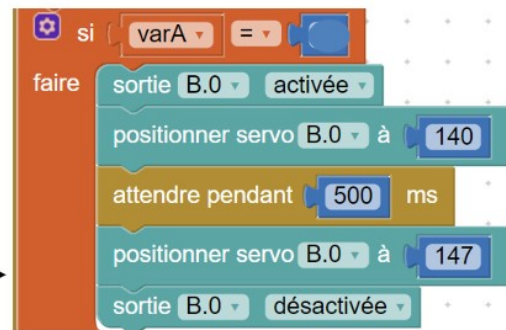 si varA =
faire sortie B.0 activée
positionner servo B.0 à 140
attendre pendant 500 ms
positionner servo B.0 à 147
sortie B.0 désactivée